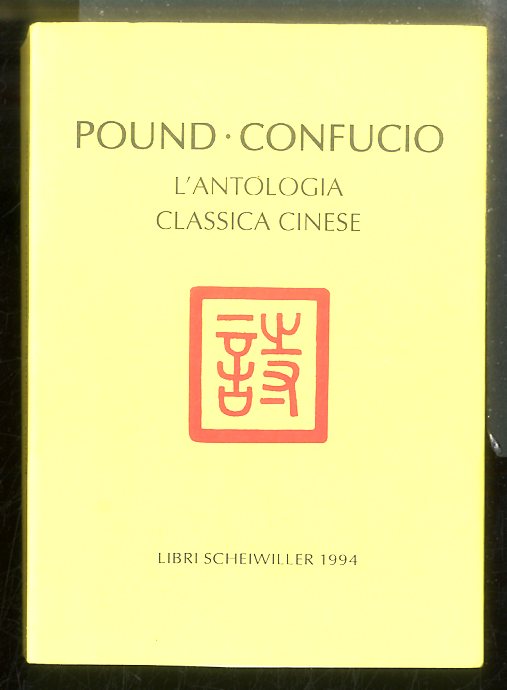 POUND · CONFUCIO
L'ANTOLOGIA
CLASSICA CINESE
詩
LIBRI SCHEIWILLER 1994